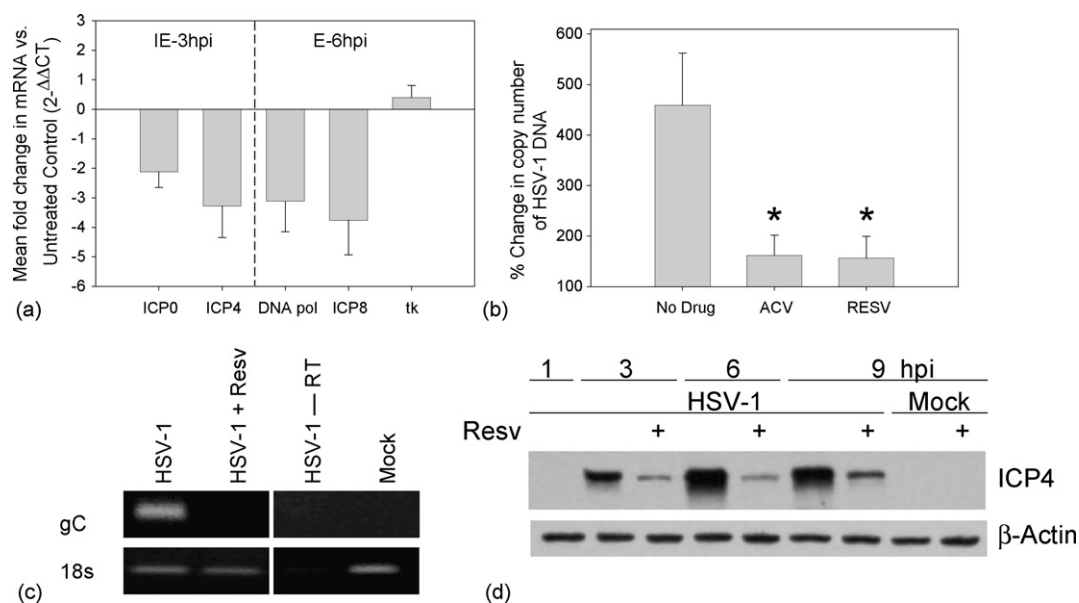 (a)
Mean fold change in mRNA vs.
Untreated Control (2-ΔΔCT)
3
2
1
0
-1
-2
-3
-4
-5
-6
IE-3hpi
E-6hpi
ICP0 ICP4 DNA pol ICP8 tk
(b)
% Change in copy number
of HSV-1 DNA
600
500
400
300
200
100
* *
No Drug ACV RESV
(c)
HSV-1
HSV-1 + Resv
HSV-1 — RT
Mock
gC
18s
(d)
1 3 6 9 hpi
HSV-1 Mock
Resv + + + +
ICP4
β-Actin